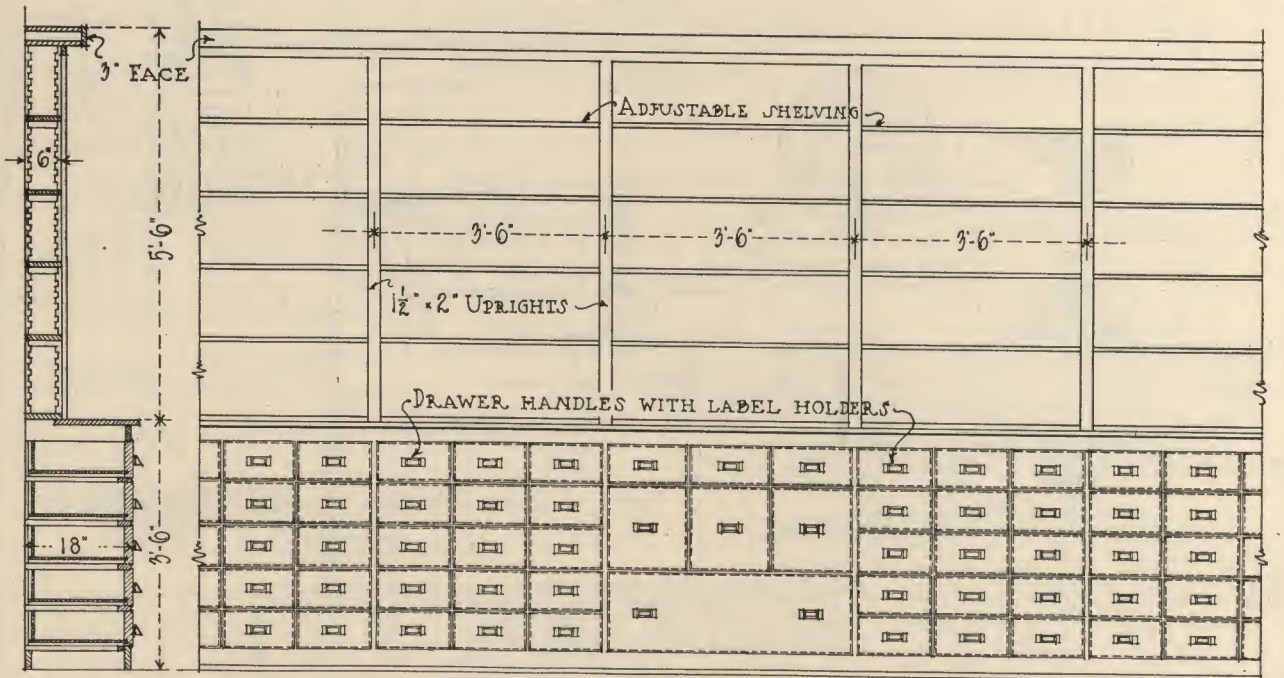 3" FACE
ADJUSTABLE SHELVING
6"
5'-6"
3'-6" 3'-6" 3'-6"
1½" × 2" UPRIGHTS
DRAWER HANDLES WITH LABEL HOLDERS
18"
3'-6"